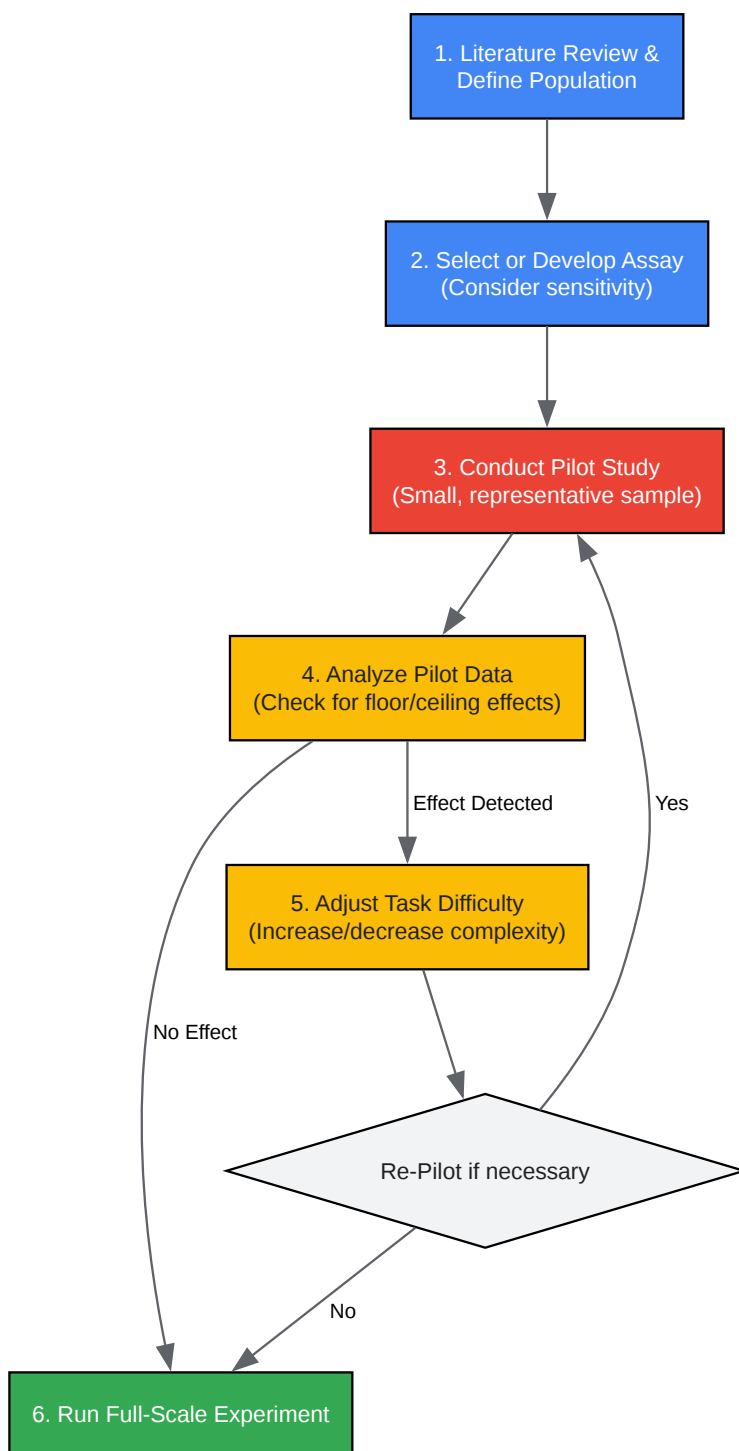 1. Literature Review &
Define Population
2. Select or Develop Assay
(Consider sensitivity)
3. Conduct Pilot Study
(Small, representative sample)
4. Analyze Pilot Data
(Check for floor/ceiling effects)
Effect Detected
Yes
5. Adjust Task Difficulty
(Increase/decrease complexity)
No Effect
Re-Pilot if necessary
No
6. Run Full-Scale Experiment